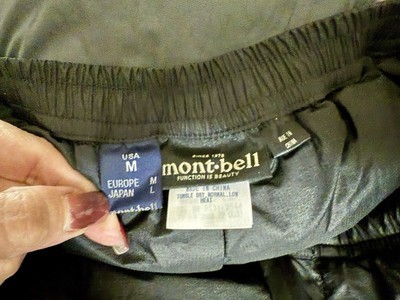 USA
M
EUROPE M
JAPAN L
mont-bell
SINCE 1975
mont-bell
FUNCTION IS BEAUTY
MADE IN CHINA
TUMBLE DRY,NORMAL,LOW
HEAT
MADE IN
CHINA